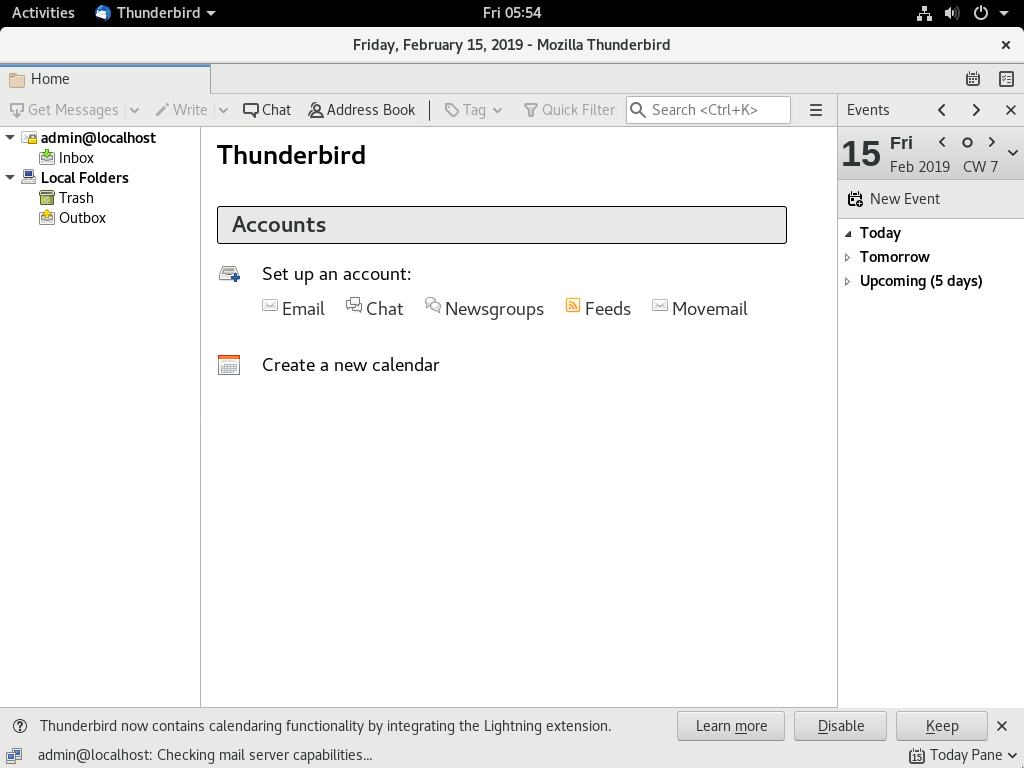 Activities Thunderbird Fri 05:54
Friday, February 15, 2019 - Mozilla Thunderbird
Home
Get Messages Write Chat Address Book Tag Quick Filter Search <Ctrl+K> Events
admin@localhost
Inbox
Local Folders
Trash
Outbox
Thunderbird
Accounts
Set up an account:
Email Chat Newsgroups Feeds Movemail
Create a new calendar
15 Fri
Feb 2019 CW 7
New Event
Today
Tomorrow
Upcoming (5 days)
Thunderbird now contains calendaring functionality by integrating the Lightning extension. Learn more Disable Keep
admin@localhost: Checking mail server capabilities... 15 Today Pane